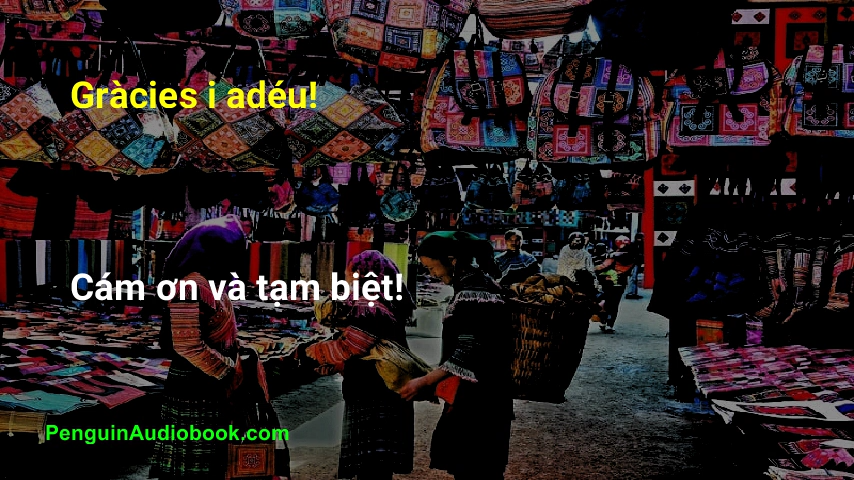 Gràcies i adéu!
Cám ơn và tạm biệt!
PenguinAudiobook.com